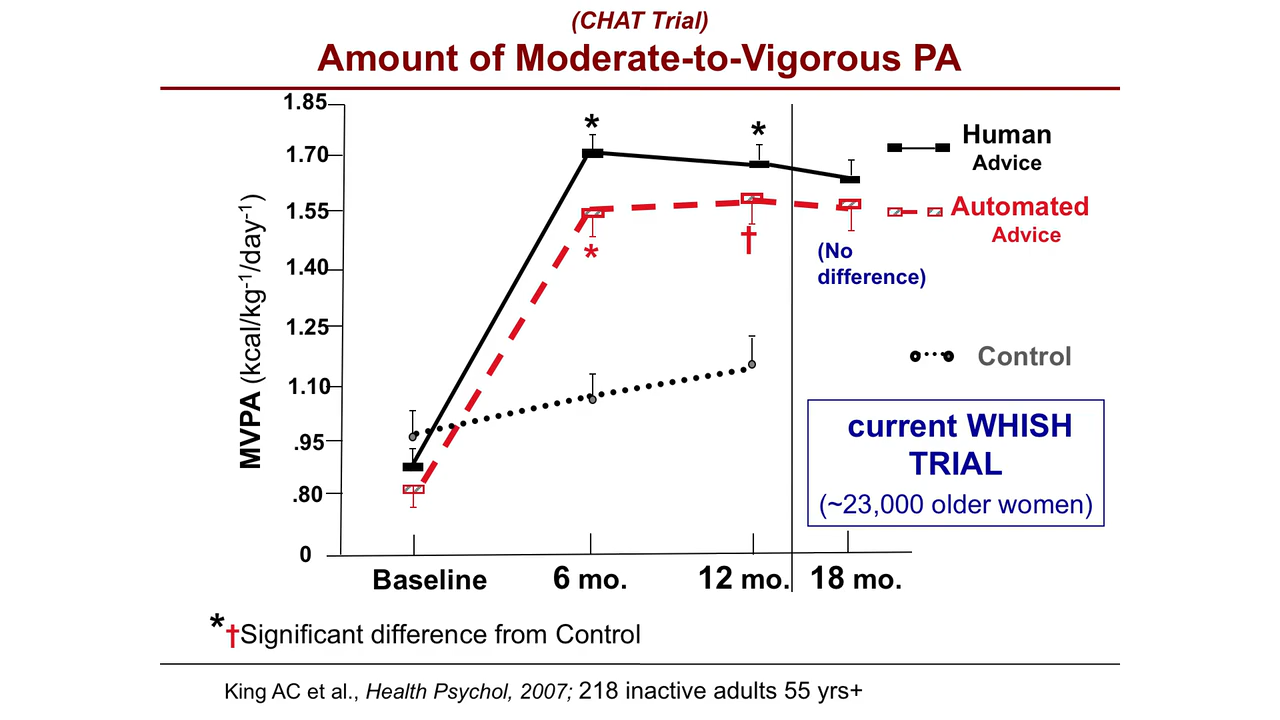 (CHAT Trial)
Amount of Moderate-to-Vigorous PA
MVPA (kcal/kg⁻¹/day⁻¹)
1.85
1.70
1.55
1.40
1.25
1.10
.95
.80
0
*
*
*
†
Human
Advice
Automated
Advice
(No
difference)
Control
current WHISH
TRIAL
(~23,000 older women)
Baseline 6 mo. 12 mo. 18 mo.
*†Significant difference from Control
King AC et al., Health Psychol, 2007; 218 inactive adults 55 yrs+